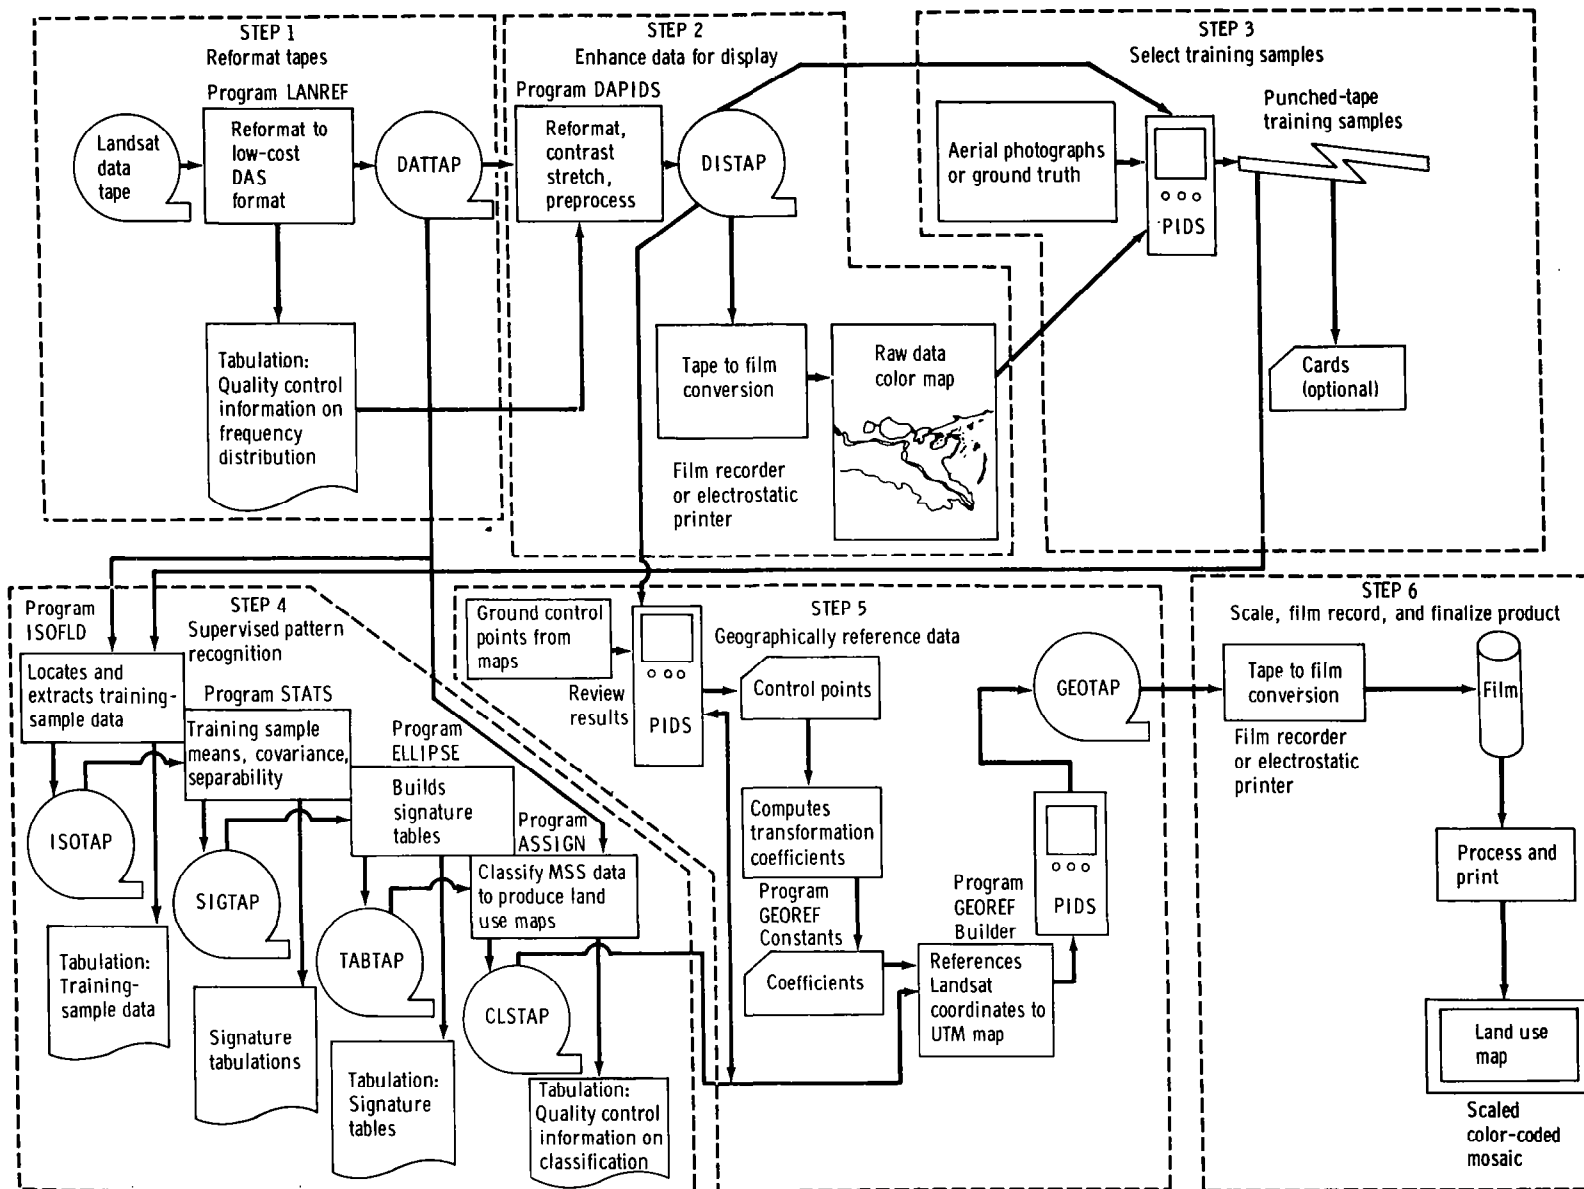 STEP 1
Reformat tapes
Program LANREF
Landsat
data
tape
Reformat to
low-cost
DAS
format
DATTAP
Tabulation:
Quality control
information on
frequency
distribution
STEP 2
Enhance data for display
Program DAPIDS
Reformat,
contrast
stretch,
preprocess
DISTAP
Tape to film
conversion
Film recorder
or electrostatic
printer
Raw data
color map
STEP 3
Select training samples
Aerial photographs
or ground truth
PIDS
Punched-tape
training samples
Cards
(optional)
STEP 4
Supervised pattern
recognition
Program
ISOFLD
Locates and
extracts training-
sample data
ISOTAP
Tabulation:
Training-
sample data
Program STATS
Training sample
means, covariance,
separability
SIGTAP
Signature
tabulations
Program
ELLIPSE
Builds
signature
tables
TABTAP
Tabulation:
Signature
tables
Program
ASSIGN
Classify MSS data
to produce land
use maps
CLSTAP
Tabulation:
Quality control
information on
classification
STEP 5
Geographically reference data
Ground control
points from
maps
Review
results
PIDS
Control points
Computes
transformation
coefficients
Program
GEOREF
Constants
Coefficients
Program
GEOREF
Builder
References
Landsat
coordinates to
UTM map
PIDS
GEOTAP
STEP 6
Scale, film record, and finalize product
Tape to film
conversion
Film recorder
or electrostatic
printer
Film
Process and
print
Land use
map
Scaled
color-coded
mosaic